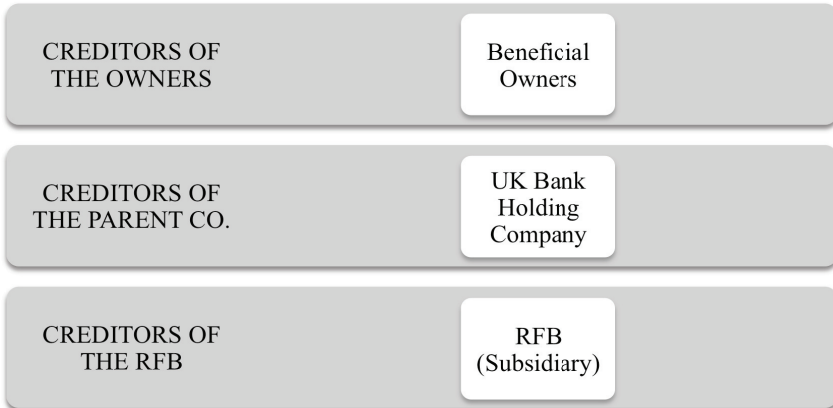 CREDITORS OF
THE OWNERS
Beneficial
Owners
CREDITORS OF
THE PARENT CO.
UK Bank
Holding
Company
CREDITORS OF
THE RFB
RFB
(Subsidiary)